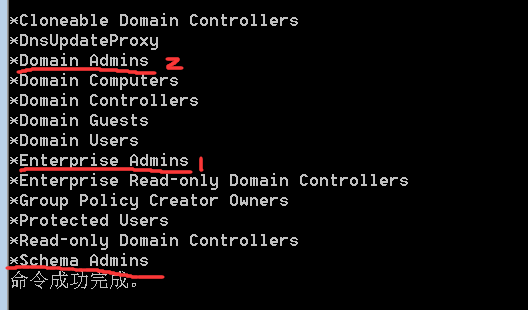 *Cloneable Domain Controllers
*DnsUpdateProxy
*Domain Admins 2
*Domain Computers
*Domain Controllers
*Domain Guests
*Domain Users
*Enterprise Admins 1
*Enterprise Read-only Domain Controllers
*Group Policy Creator Owners
*Protected Users
*Read-only Domain Controllers
*Schema Admins
命令成功完成。